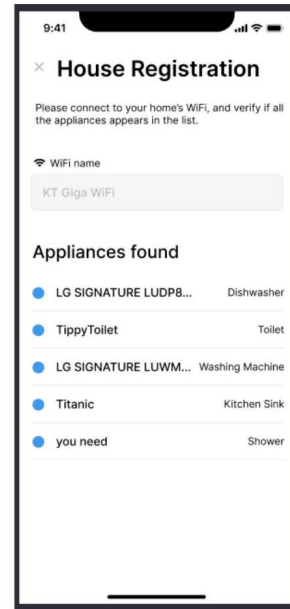 9:41
× House Registration
Please connect to your home's WiFi, and verify if all
the appliances appears in the list.
WiFi name
KT Giga WiFi
Appliances found
LG SIGNATURE LUDP8... Dishwasher
TippyToilet Toilet
LG SIGNATURE LUWM... Washing Machine
Titanic Kitchen Sink
you need Shower